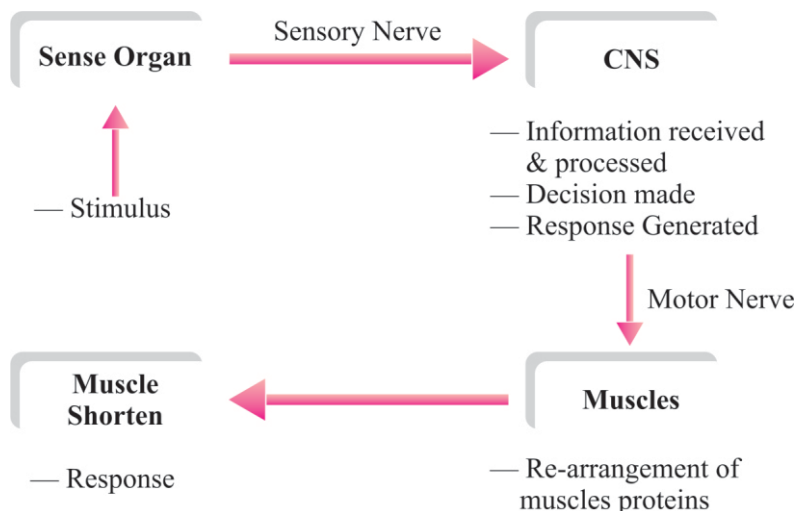 Sensory Nerve
Sense Organ
CNS
— Stimulus
— Information received
& processed
— Decision made
— Response Generated
Motor Nerve
Muscles
— Re-arrangement of
muscles proteins
Muscle
Shorten
— Response